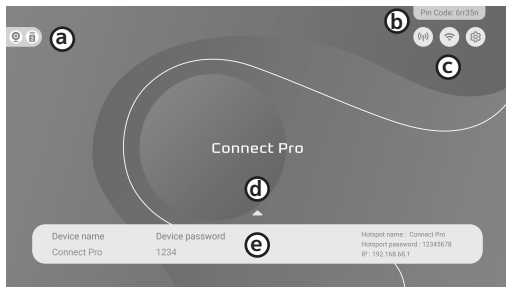 Pin Code: 6rr35n
b
a
c
Connect Pro
d
Device name
Connect Pro
Device password
1234
e
Hotspot name : Connect Pro
Hotsport password : 12345678
IP : 192.168.68.1